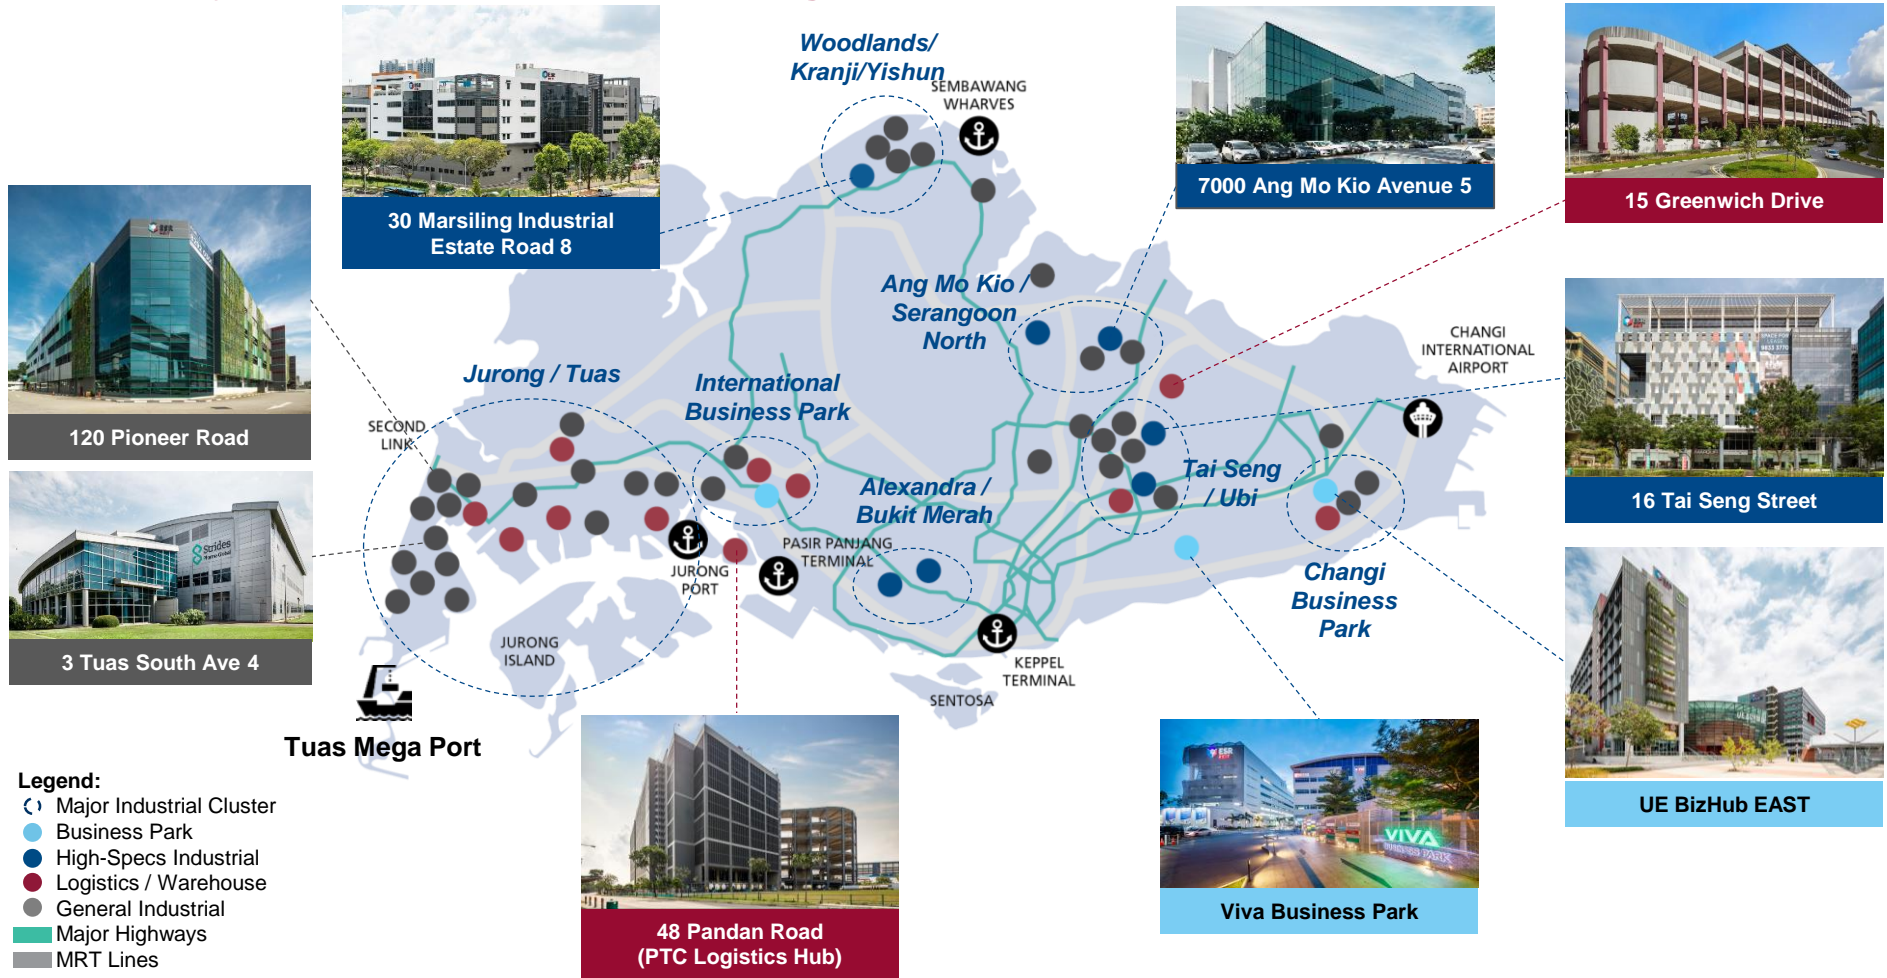 Woodlands/
Kranji/Yishun
SEMBAWANG
WHARVES
7000 Ang Mo Kio Avenue 5
15 Greenwich Drive
30 Marsiling Industrial
Estate Road 8
120 Pioneer Road
Ang Mo Kio /
Serangoon
North
CHANGI
INTERNATIONAL
AIRPORT
Jurong / Tuas
International
Business Park
SECOND
LINK
Alexandra /
Bukit Merah
Tai Seng
/ Ubi
16 Tai Seng Street
Strides
3 Tuas South Ave 4
JURONG
PORT
PASIR PANJANG
TERMINAL
Changi
Business
Park
JURONG
ISLAND
KEPPEL
TERMINAL
SENTOSA
Tuas Mega Port
ESR
VIVA
BUSINESS PARK
Viva Business Park
UE BizHub EAST
48 Pandan Road
(PTC Logistics Hub)
Legend:
Major Industrial Cluster
Business Park
High-Specs Industrial
Logistics / Warehouse
General Industrial
Major Highways
MRT Lines